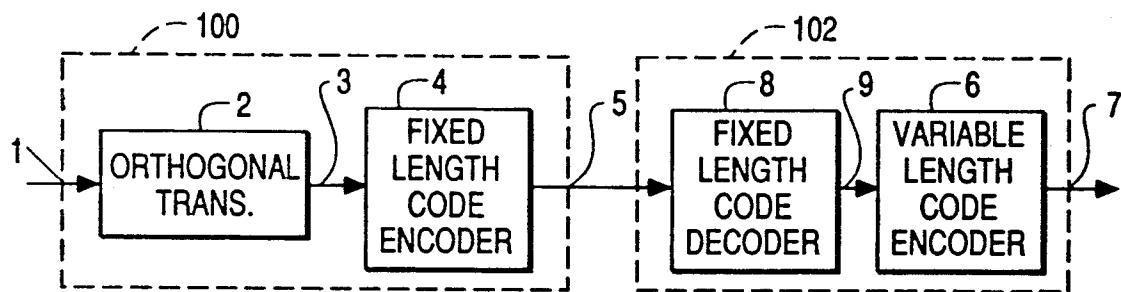 100
102
1
2
ORTHOGONAL
TRANS.
3
4
FIXED
LENGTH
CODE
ENCODER
5
8
FIXED
LENGTH
CODE
DECODER
9
6
VARIABLE
LENGTH
CODE
ENCODER
7